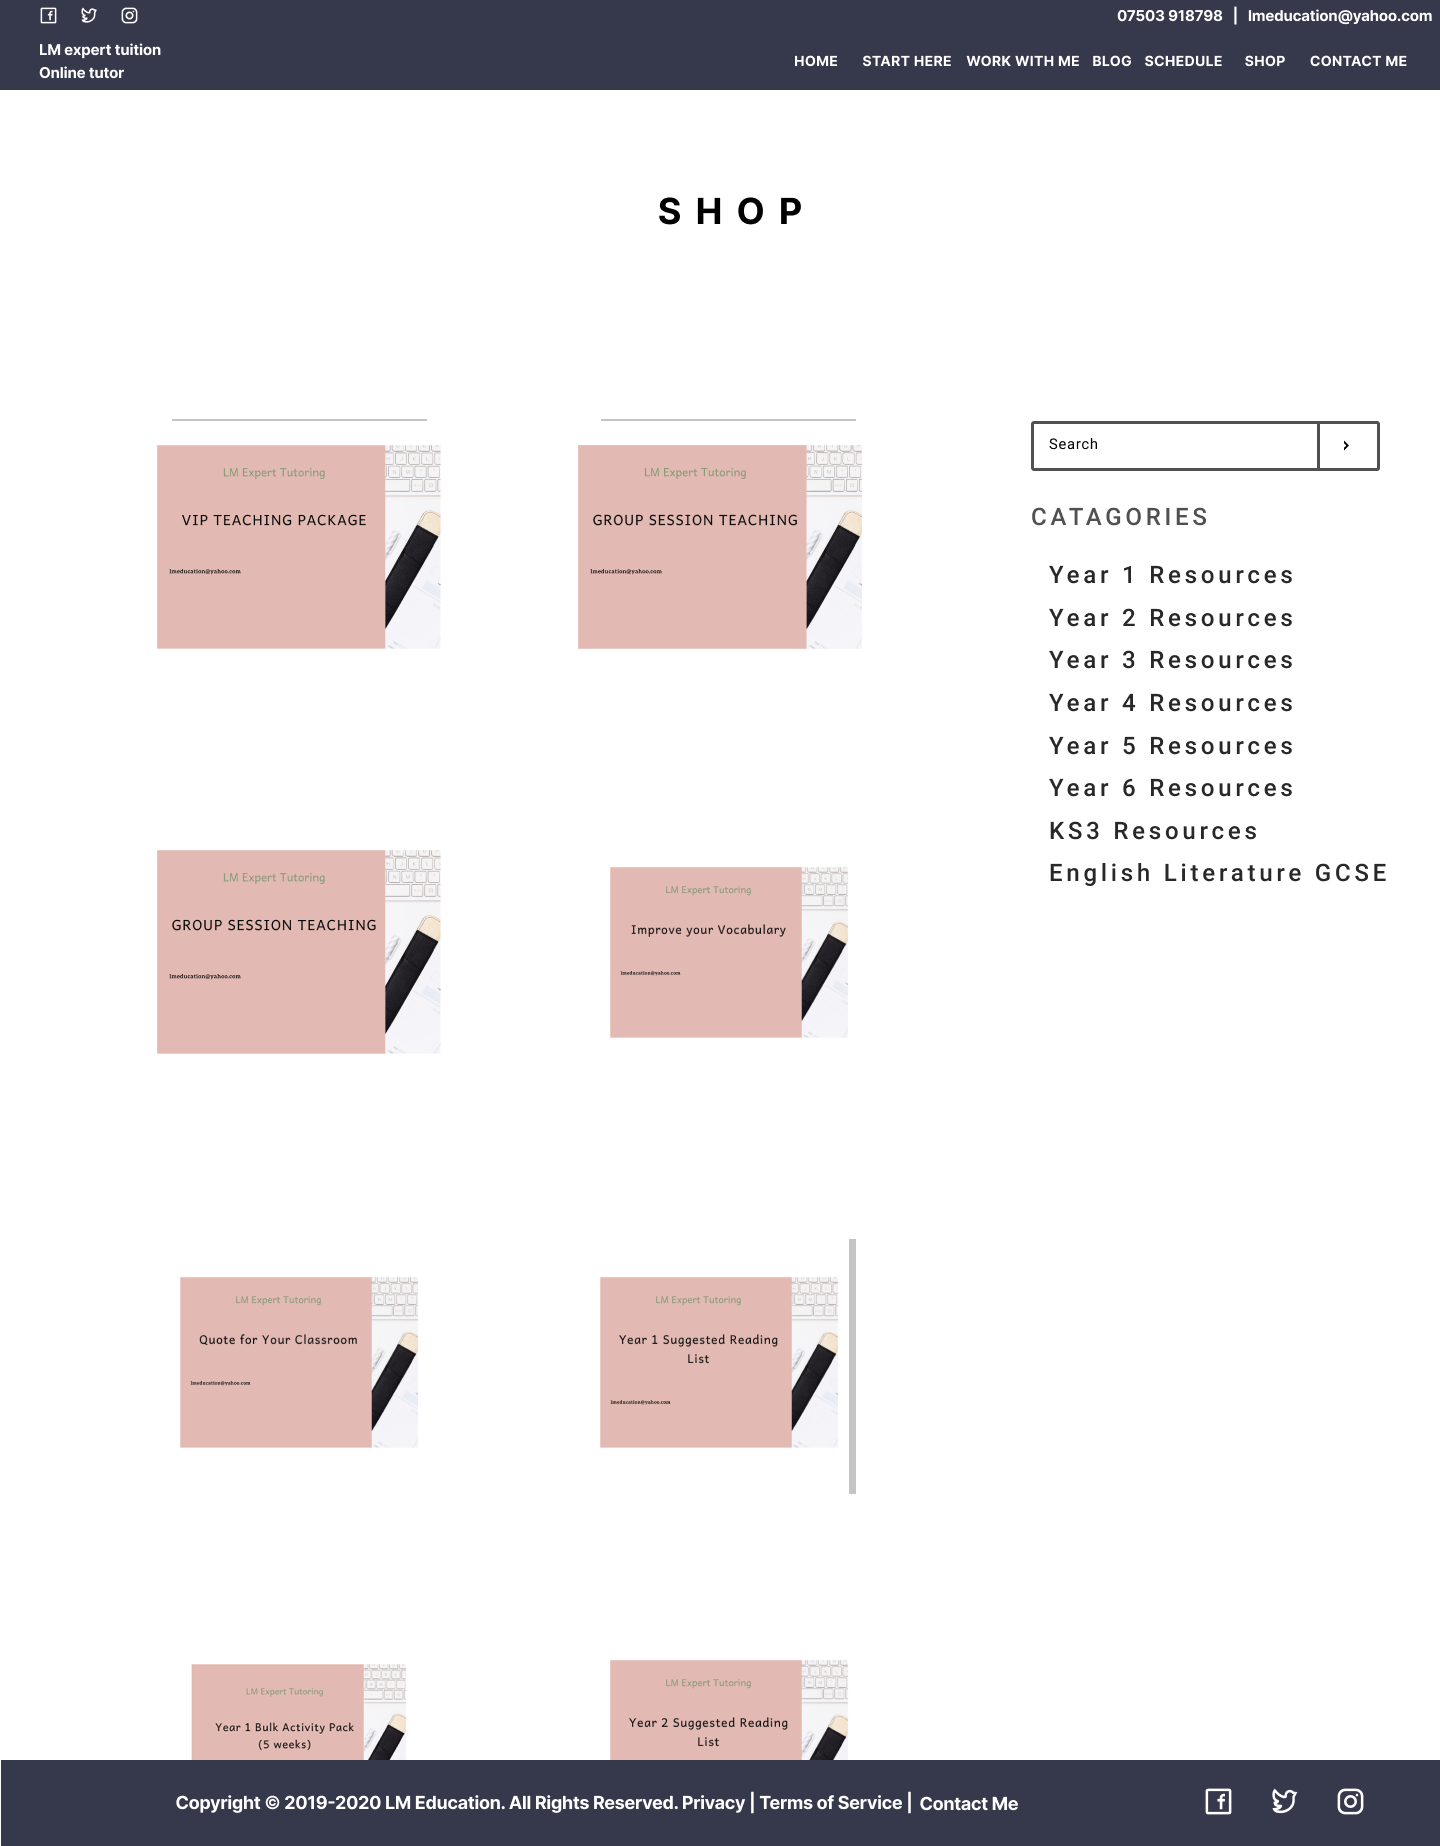 07503 918798 | lmeducation@yahoo.com
LM expert tuition
Online tutor
HOME START HERE WORK WITH ME BLOG SCHEDULE SHOP CONTACT ME
SHOP
Search
CATAGORIES
Year 1 Resources
Year 2 Resources
Year 3 Resources
Year 4 Resources
Year 5 Resources
Year 6 Resources
KS3 Resources
English Literature GCSE
LM Expert Tutoring
VIP TEACHING PACKAGE
lmeducation@yahoo.com
LM Expert Tutoring
GROUP SESSION TEACHING
lmeducation@yahoo.com
LM Expert Tutoring
GROUP SESSION TEACHING
lmeducation@yahoo.com
LM Expert Tutoring
Improve your Vocabulary
lmeducation@yahoo.com
LM Expert Tutoring
Quote for Your Classroom
lmeducation@yahoo.com
LM Expert Tutoring
Year 1 Suggested Reading
List
lmeducation@yahoo.com
LM Expert Tutoring
Year 1 Bulk Activity Pack
(5 weeks)
LM Expert Tutoring
Year 2 Suggested Reading
List
Copyright © 2019-2020 LM Education. All Rights Reserved. Privacy | Terms of Service | Contact Me